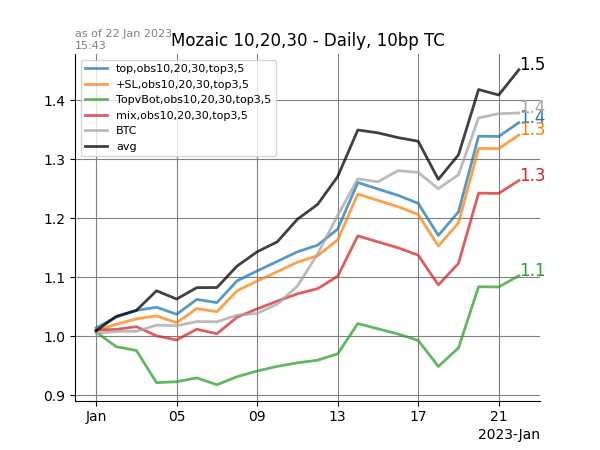 as of 22 Jan 2023
15:43
Mozaic 10,20,30 - Daily, 10bp TC
top,obs10,20,30,top3,5
+SL,obs10,20,30,top3,5
TopvBot,obs10,20,30,top3,5
mix,obs10,20,30,top3,5
BTC
avg
1.5
1.4
1.4
1.3
1.3
1.1
1.4
1.3
1.2
1.1
1.0
0.9
Jan 05 09 13 17 21
2023-Jan